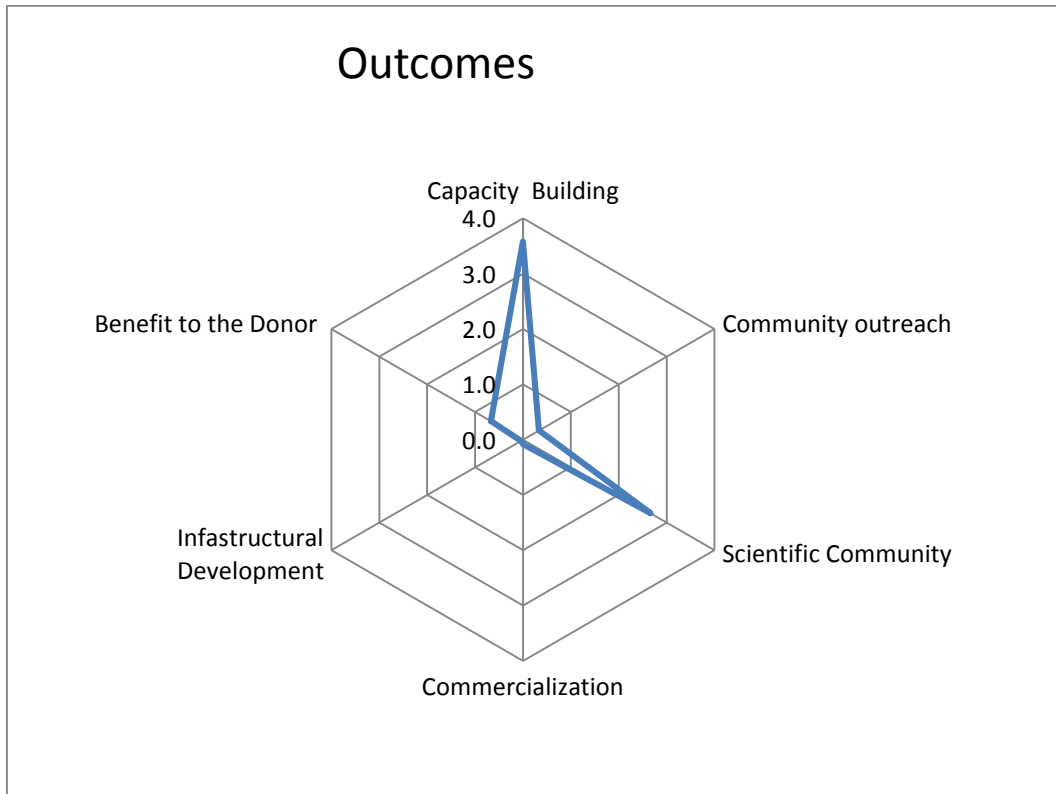 Outcomes
Capacity  Building
4.0
3.0
2.0
1.0
0.0
Community outreach
Scientific Community
Commercialization
Infastructural
Development
Benefit to the Donor